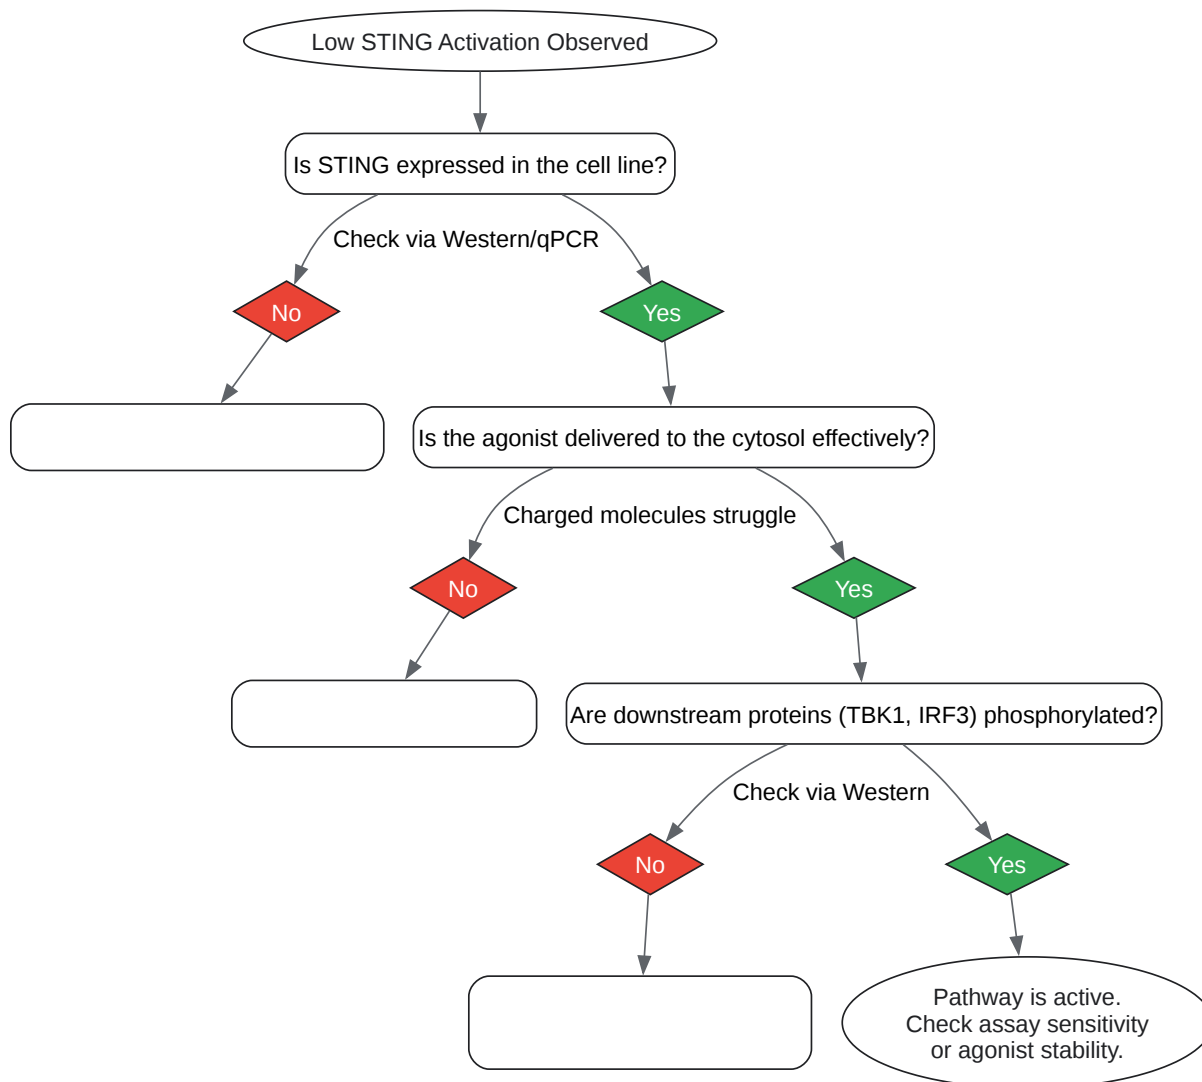 Low STING Activation Observed
Is STING expressed in the cell line?
Check via Western/qPCR
No
Yes
Is the agonist delivered to the cytosol effectively?
Charged molecules struggle
No
Yes
Are downstream proteins (TBK1, IRF3) phosphorylated?
Check via Western
No
Yes
Pathway is active.
Check assay sensitivity
or agonist stability.